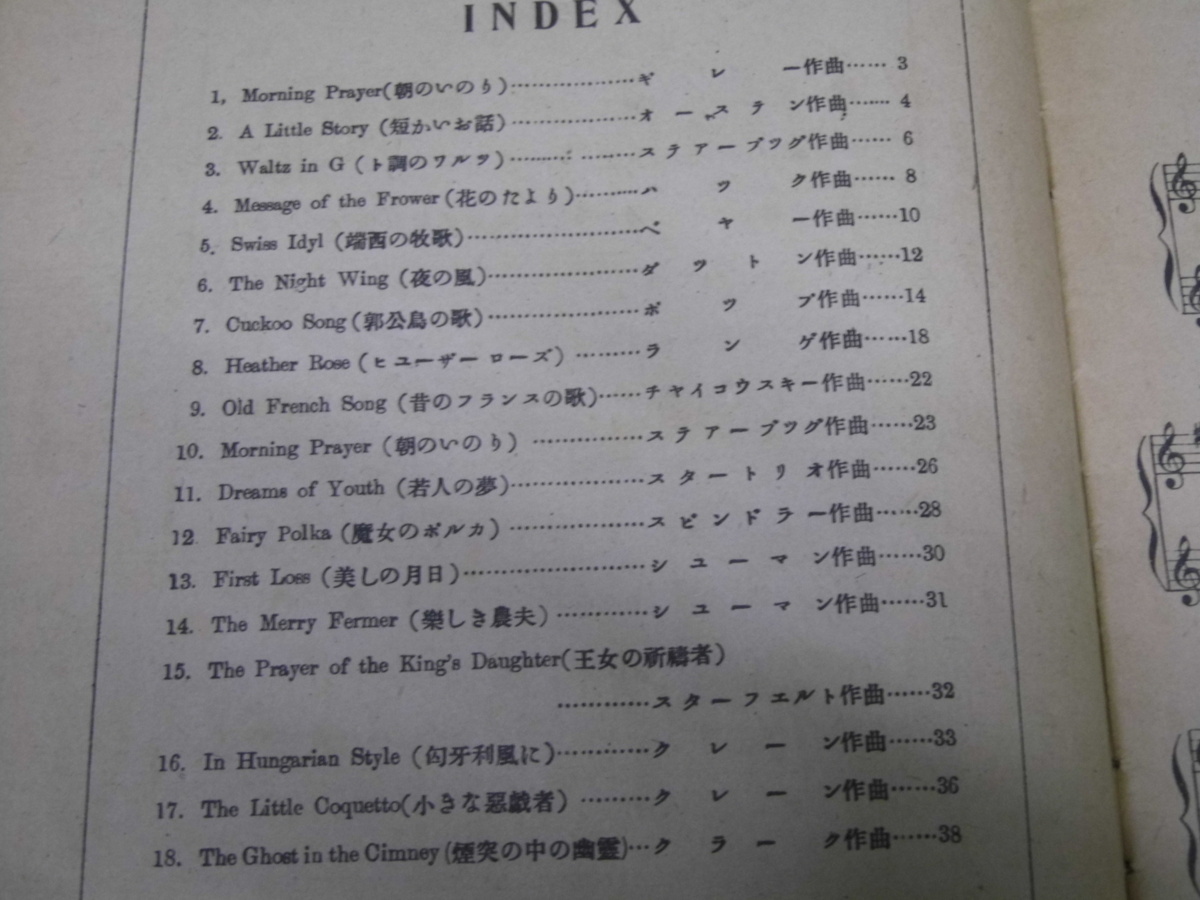 INDEX
1, Morning Prayer(朝のいのり)……………ギレー作曲…… 3
2. A Little Story (短かいお話)……………オーステン作曲…… 4
3. Waltz in G (ト調のワルツ)……………ステアーブッグ作曲…… 6
4. Message of the Frower(花のたより)………ハック作曲…… 8
5. Swiss Idyl (端西の牧歌)………………ベヤー作曲……10
6. The Night Wing (夜の風)………………ダットン作曲……12
7. Cuckoo Song(郭公鳥の歌)………………ポップ作曲……14
8. Heather Rose(ヒユーザーローズ) ………ランゲ作曲……18
9. Old French Song (昔のフランスの歌)……チヤイコウスキー作曲……22
10. Morning Prayer (朝のいのり) …………ステアーブッグ作曲……23
11. Dreams of Youth (若人の夢)……………スタートリオ作曲……26
12. Fairy Polka (魔女のポルカ) ……………スピンドラー作曲……28
13. First Loss (美しの月日)…………………シユーマン作曲……30
14. The Merry Fermer (樂しき農夫) …………シユーマン作曲……31
15. The Prayer of the King's Daughter(王女の祈禱者)
…………スターフエルト作曲……32
16. In Hungarian Style (匈牙利風に)…………クレーン作曲……33
17. The Little Coquetto(小きな惡戯者) ………クレーン作曲……36
18. The Ghost in the Cimney(煙突の中の幽靈)…クラーク作曲……38